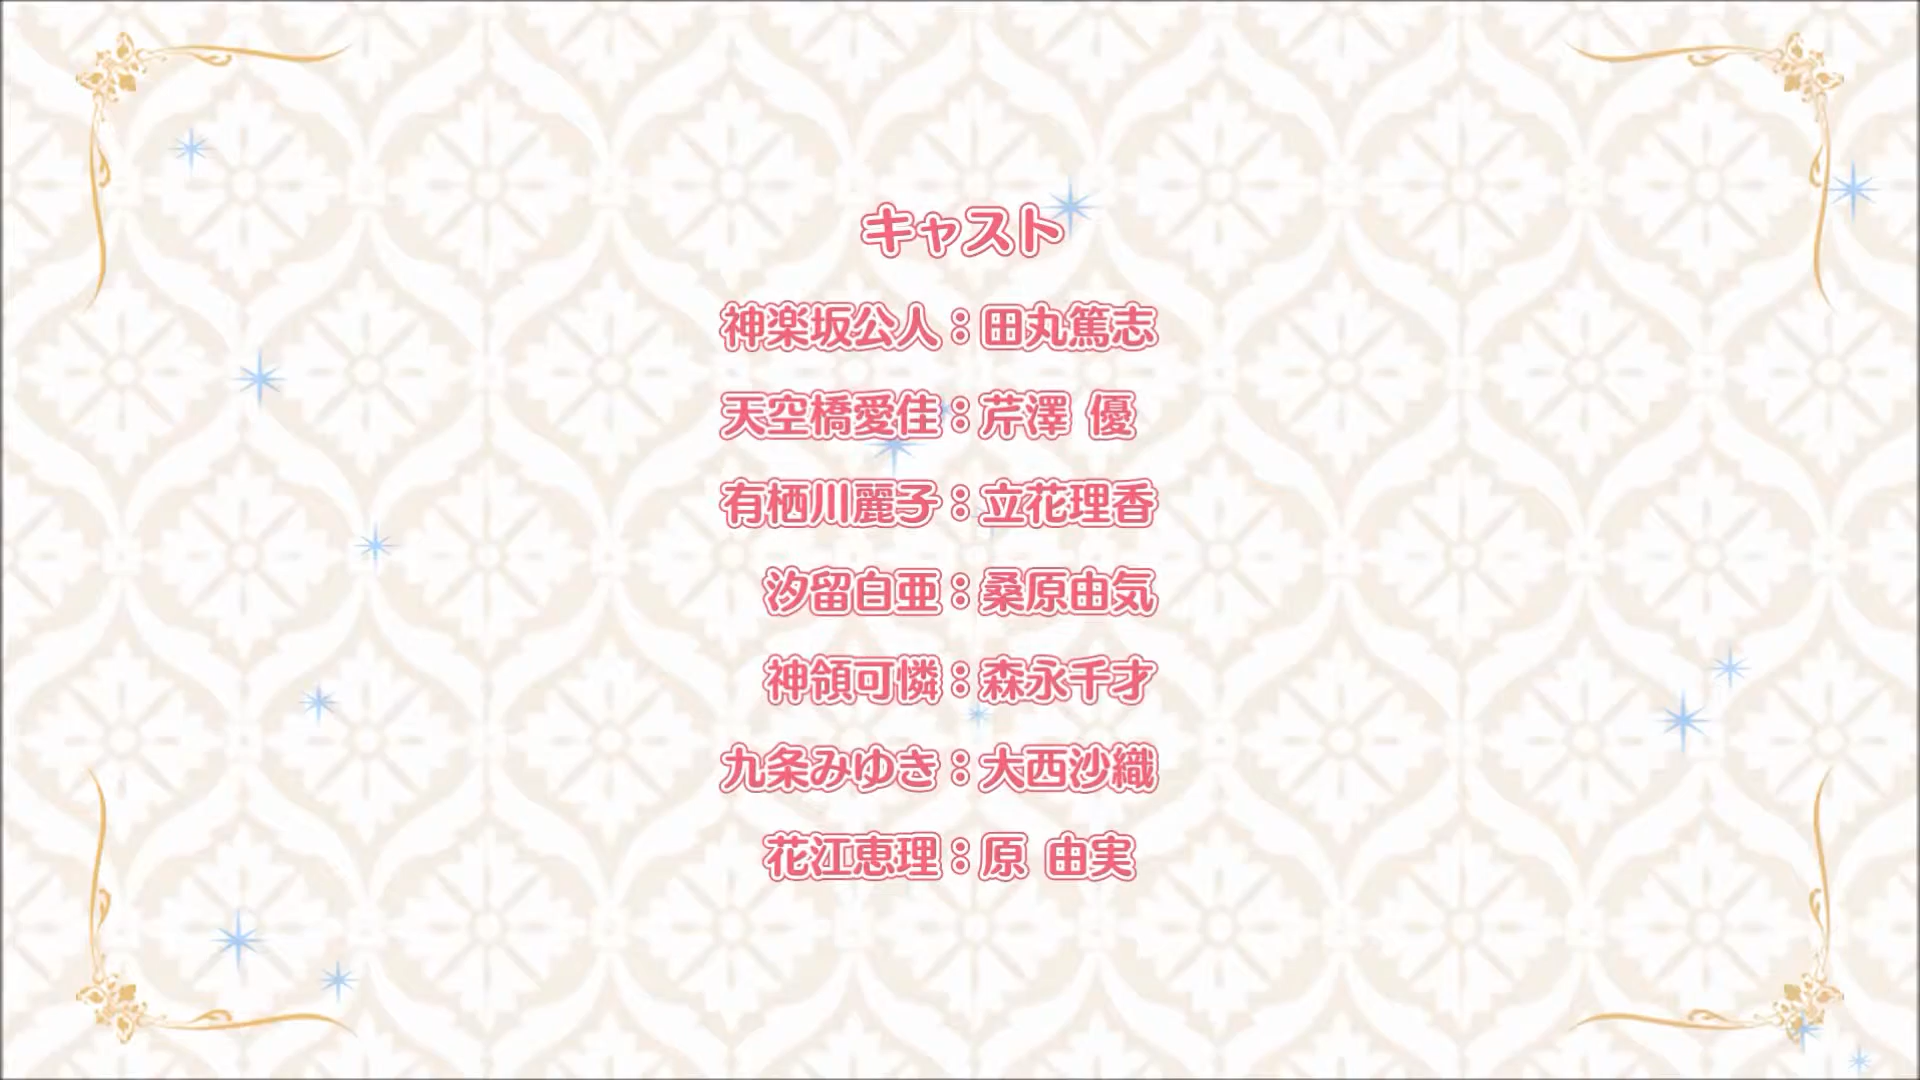 キャスト
神楽坂公人：田丸篤志
天空橋愛佳：芹澤 優
有栖川麗子：立花理香
汐留白亜：桑原由気
神領可憐：森永千才
九条みゆき：大西沙織
花江恵理：原 由実